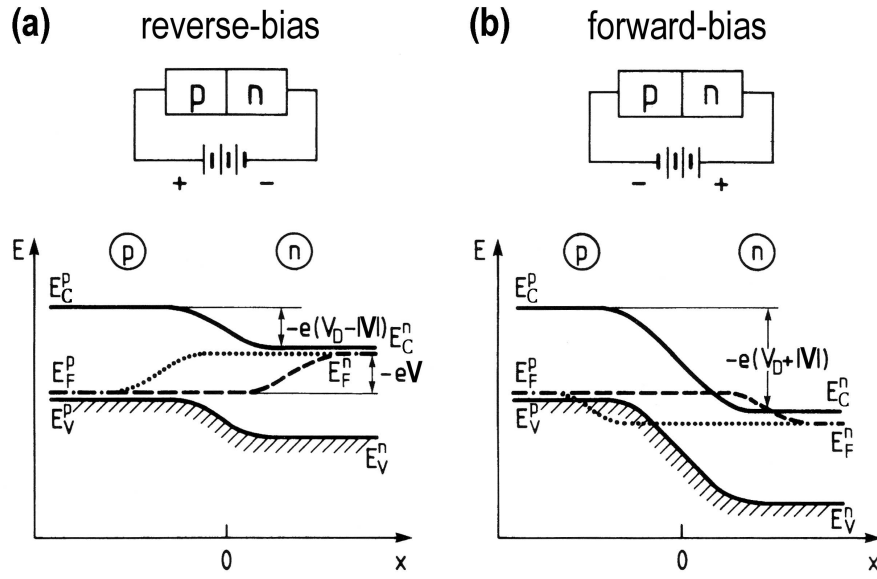 (a) reverse-bias
p n
+ −
E
p n
E_C^p
−e(V_D−|V|)
E_C^n
E_F^p
E_F^n
−eV
E_V^p
E_V^n
0 x
(b) forward-bias
p n
− +
E
p n
E_C^p
−e(V_D+|V|)
E_F^p
E_C^n
E_V^p
E_F^n
E_V^n
0 x